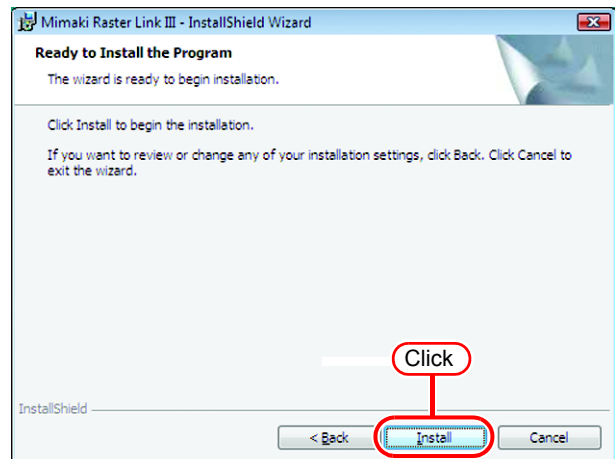 Mimaki Raster Link III - InstallShield Wizard
Ready to Install the Program
The wizard is ready to begin installation.
Click Install to begin the installation.
If you want to review or change any of your installation settings, click Back. Click Cancel to
exit the wizard.
Click
InstallShield
< Back Install Cancel